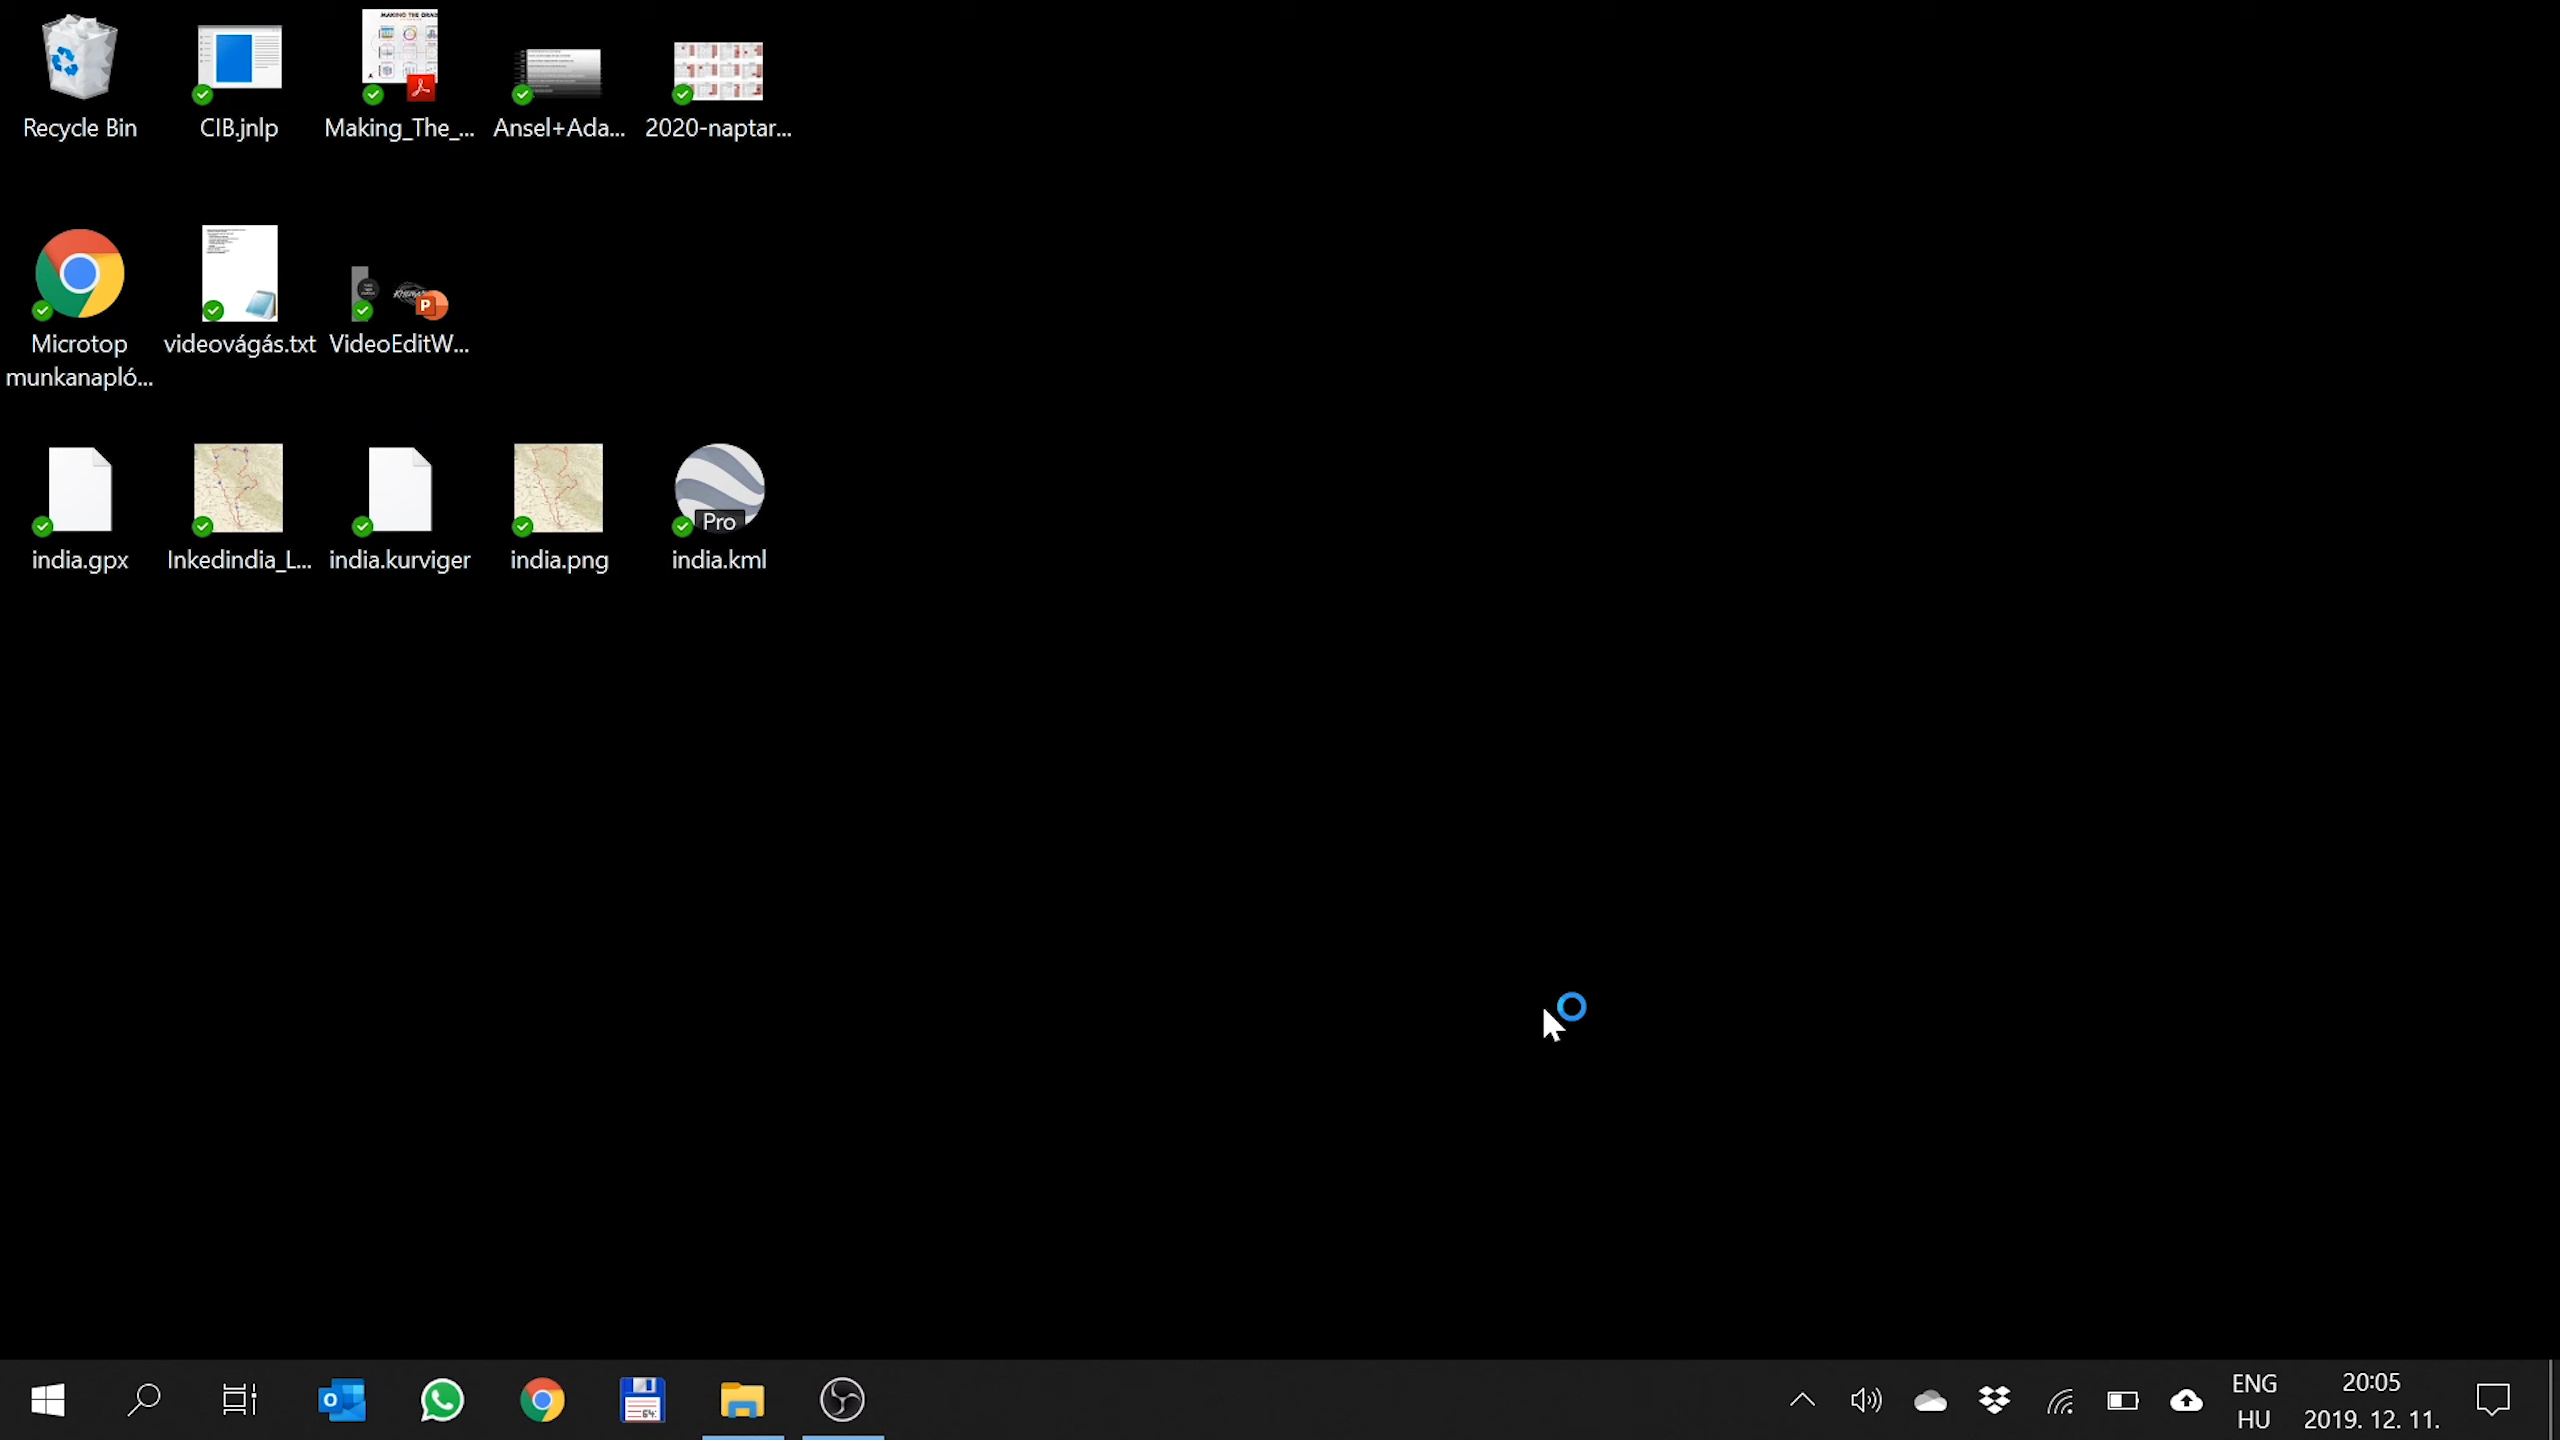 Recycle Bin
CIB.jnlp
Making_The_...
Ansel+Ada...
2020-naptar...
Microtop
munkanapló...
videovágás.txt
VideoEditW...
india.gpx
Inkedindia_L...
india.kurviger
india.png
Pro
india.kml
64
ENG
HU
20:05
2019. 12. 11.